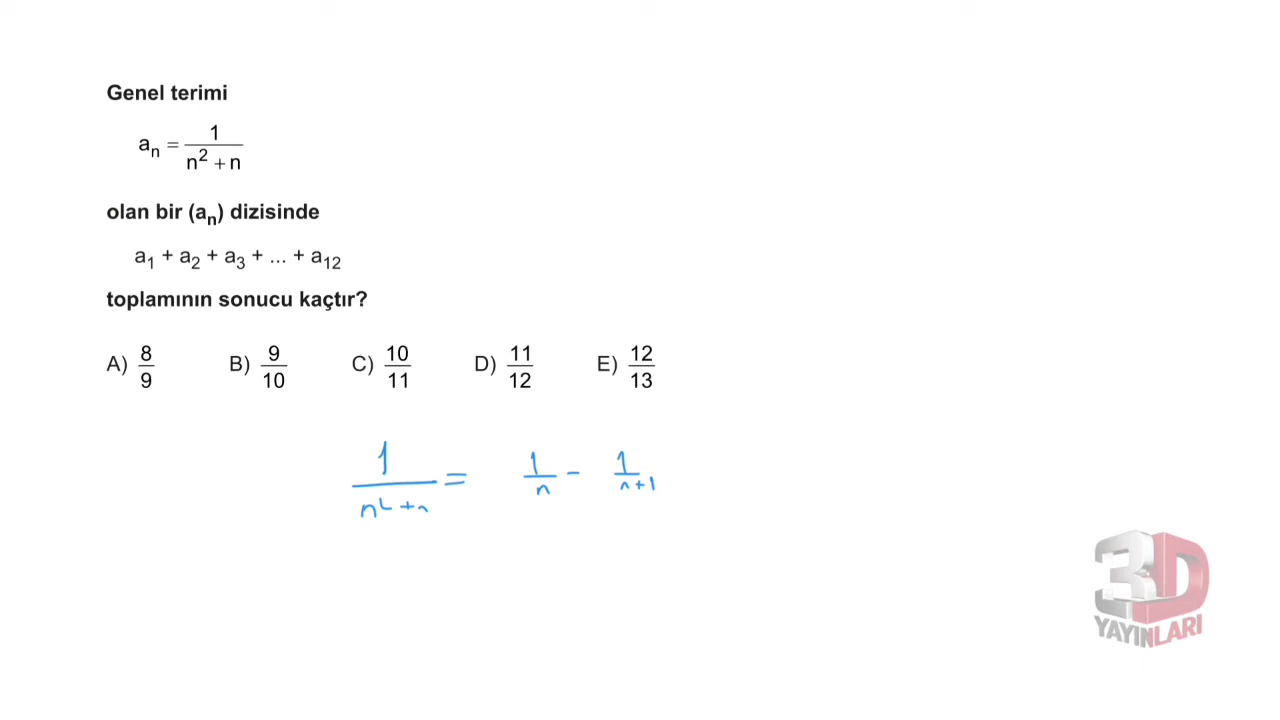 Genel terimi
aₙ = 1/(n² + n)
olan bir (aₙ) dizisinde
a₁ + a₂ + a₃ + ... + a₁₂
toplamının sonucu kaçtır?
A) 8/9 B) 9/10 C) 10/11 D) 11/12 E) 12/13
1/(n² + n) = 1/n - 1/(n+1)
3D
YAYINLARI